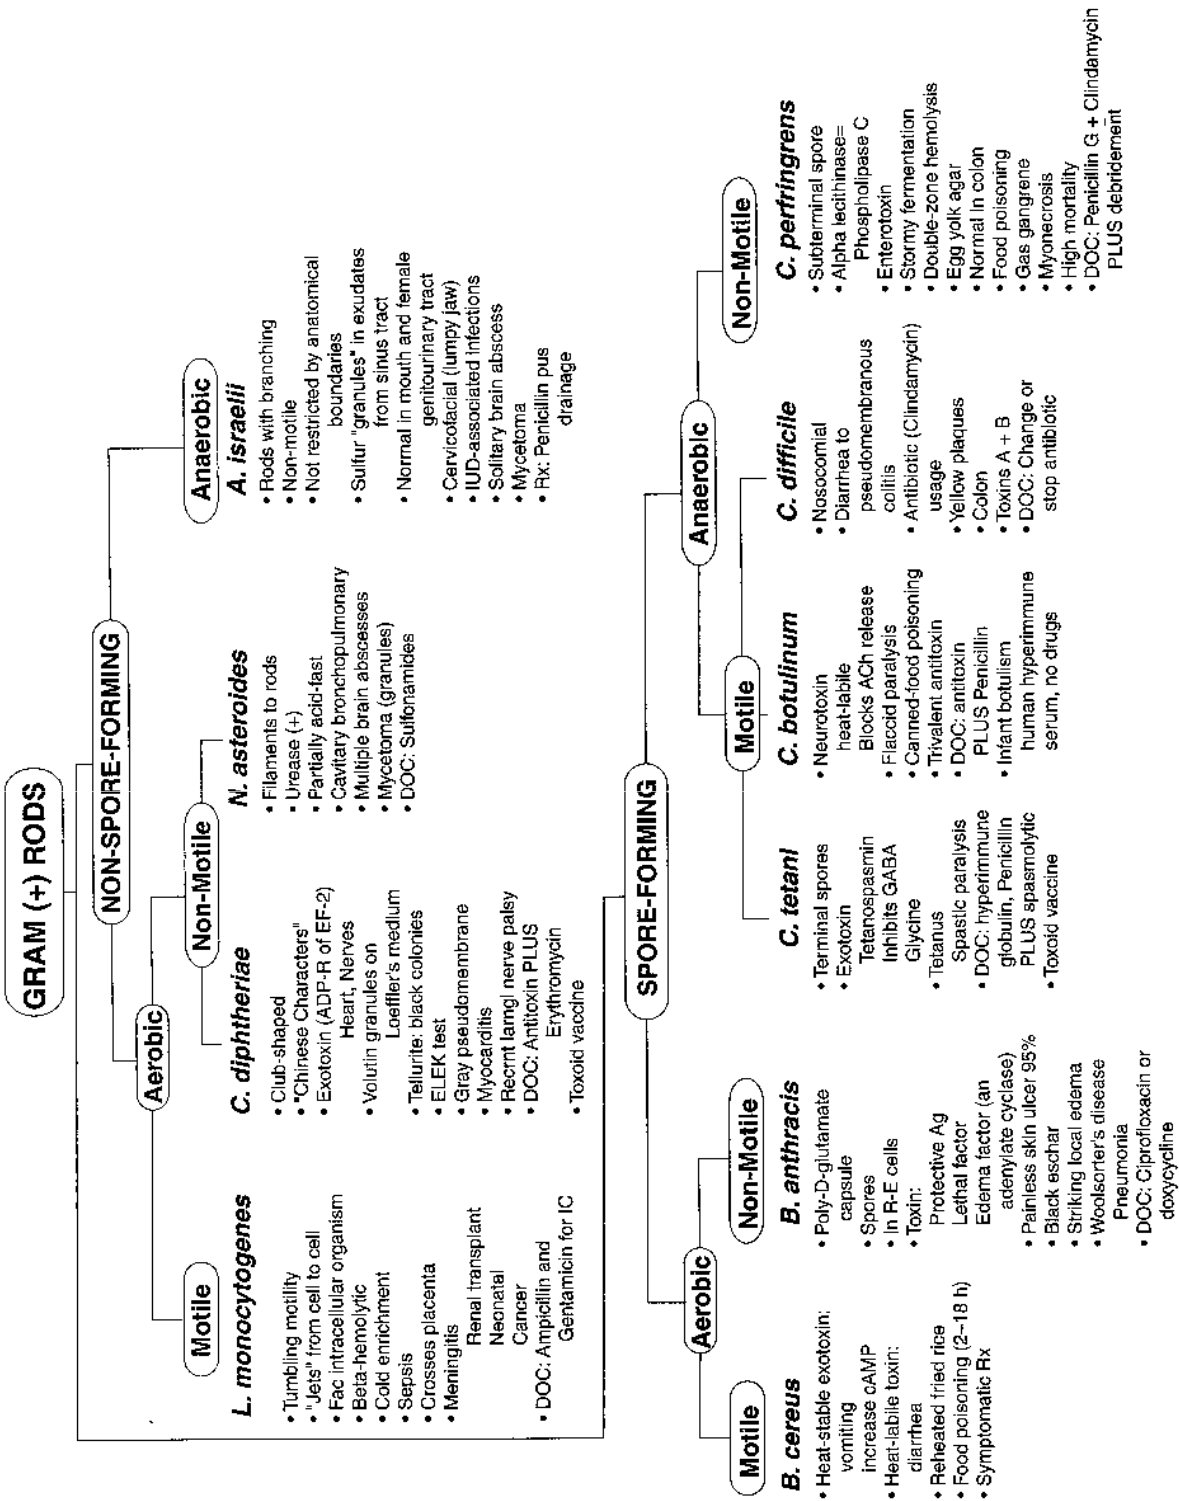 GRAM (+) RODS
NON-SPORE-FORMING
Aerobic
Anaerobic
Motile
Non-Motile
L. monocytogenes
• Tumbling motility
• "Jets" from cell to cell
• Fac intracellular organism
• Beta-hemolytic
• Cold enrichment
• Sepsis
• Crosses placenta
• Meningitis
Renal transplant
Neonatal
Cancer
• DOC: Ampicillin and
Gentamicin for IC
C. diphtheriae
• Club-shaped
• "Chinese Characters"
• Exotoxin (ADP-R of EF-2)
Heart, Nerves
• Volutin granules on
Loeffler's medium
• Tellurite: black colonies
• ELEK test
• Gray pseudomembrane
• Myocarditis
• Recrnt larngl nerve palsy
• DOC: Antitoxin PLUS
Erythromycin
• Toxoid vaccine
N. asteroides
• Filaments to rods
• Urease (+)
• Partially acid-fast
• Cavitary bronchopulmonary
• Multiple brain abscesses
• Mycetoma (granules)
• DOC: Sulfonamides
A. israelii
• Rods with branching
• Non-motile
• Not restricted by anatomical
boundaries
• Sulfur "granules" in exudates
from sinus tract
• Normal in mouth and female
genitourinary tract
• Cervicofacial (lumpy jaw)
• IUD-associated infections
• Solitary brain abscess
• Mycetoma
• Rx: Penicillin pus
drainage
SPORE-FORMING
Aerobic
Anaerobic
Motile
Non-Motile
Motile
Non-Motile
B. cereus
• Heat-stable exotoxin:
vomiting
increase cAMP
• Heat-labile toxin:
diarrhea
• Reheated fried rice
• Food poisoning (2–18 h)
• Symptomatic Rx
B. anthracis
• Poly-D-glutamate
capsule
• Spores
• In R-E cells
• Toxin:
Protective Ag
Lethal factor
Edema factor (an
adenylate cyclase)
• Painless skin ulcer 95%
• Black eschar
• Striking local edema
• Woolsorter's disease
Pneumonia
• DOC: Ciprofloxacin or
doxycycline
C. tetani
• Terminal spores
• Exotoxin
Tetanospasmin
Inhibits GABA
Glycine
• Tetanus
Spastic paralysis
• DOC: hyperimmune
globulin, Penicillin
PLUS spasmolytic
• Toxoid vaccine
C. botulinum
• Neurotoxin
heat-labile
Blocks ACh release
• Flaccid paralysis
• Canned-food poisoning
• Trivalent antitoxin
• DOC: antitoxin
PLUS Penicillin
• Infant botulism
human hyperimmune
serum, no drugs
C. difficile
• Nosocomial
• Diarrhea to
pseudomembranous
colitis
• Antibiotic (Clindamycin)
usage
• Yellow plaques
• Colon
• Toxins A + B
• DOC: Change or
stop antibiotic
C. perfringrens
• Subterminal spore
• Alpha lecithinase=
Phospholipase C
• Enterotoxin
• Stormy fermentation
• Double-zone hemolysis
• Egg yolk agar
• Normal in colon
• Food poisoning
• Gas gangrene
• Myonecrosis
• High mortality
• DOC: Penicillin G + Clindamycin
PLUS debridement